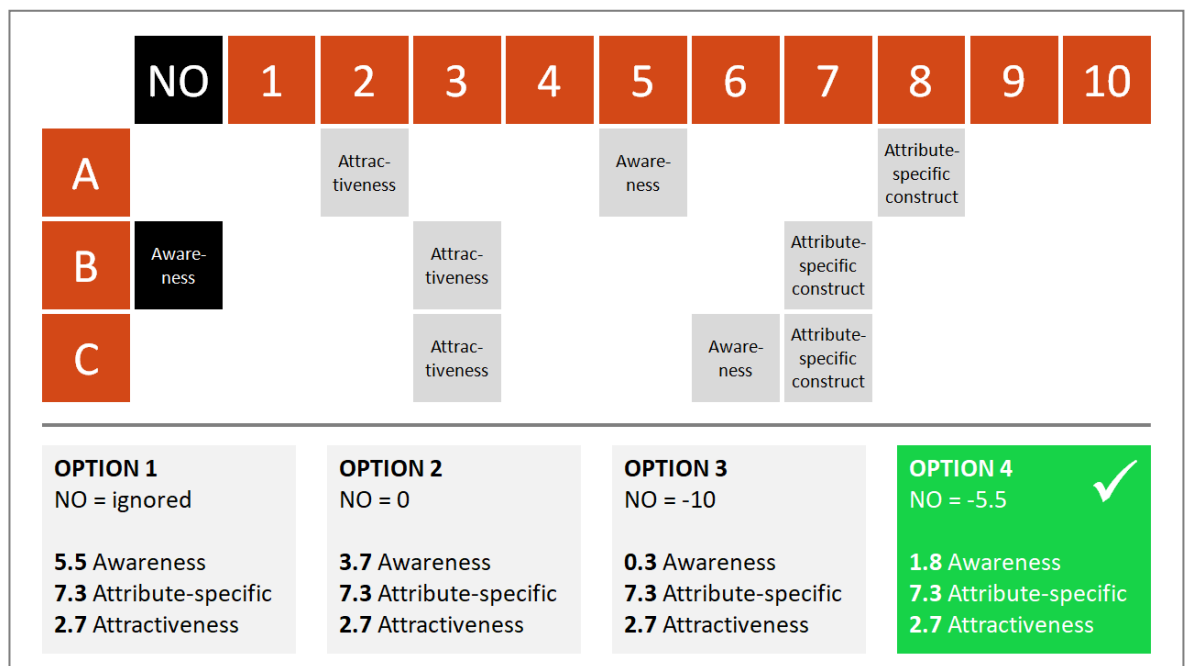 NO 1 2 3 4 5 6 7 8 9 10
A
Attrac-
tiveness
Aware-
ness
Attribute-
specific
construct
B
Aware-
ness
Attrac-
tiveness
Attribute-
specific
construct
C
Attrac-
tiveness
Aware-
ness
Attribute-
specific
construct
OPTION 1
NO = ignored
5.5 Awareness
7.3 Attribute-specific
2.7 Attractiveness
OPTION 2
NO = 0
3.7 Awareness
7.3 Attribute-specific
2.7 Attractiveness
OPTION 3
NO = -10
0.3 Awareness
7.3 Attribute-specific
2.7 Attractiveness
OPTION 4
NO = -5.5
1.8 Awareness
7.3 Attribute-specific
2.7 Attractiveness